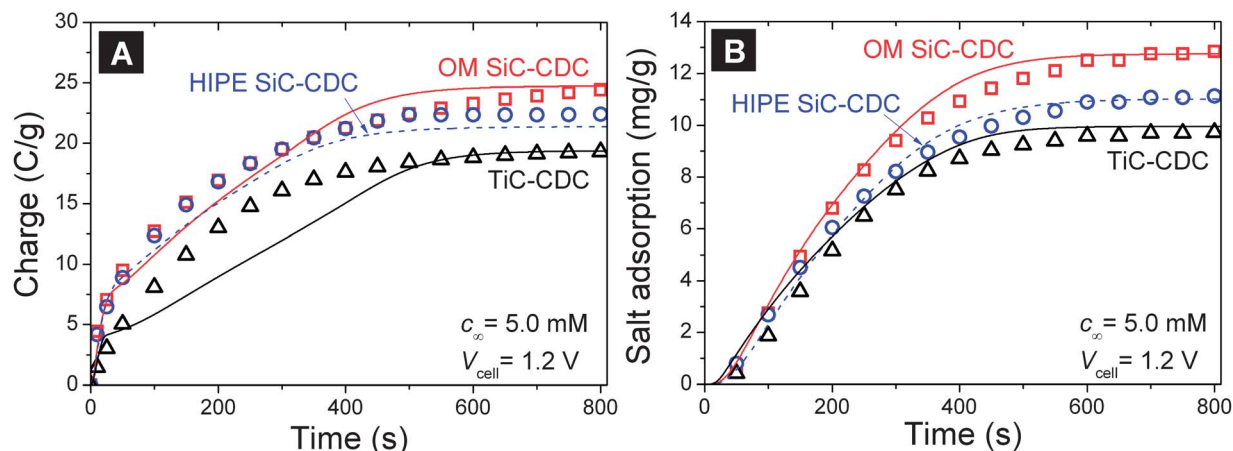 A
Charge (C/g)
30
25
20
15
10
5
0
0 200 400 600 800
Time (s)
OM SiC-CDC
HIPE SiC-CDC
TiC-CDC
c∞= 5.0 mM
Vcell= 1.2 V
B
Salt adsorption (mg/g)
14
12
10
8
6
4
2
0
0 200 400 600 800
Time (s)
OM SiC-CDC
HIPE SiC-CDC
TiC-CDC
c∞= 5.0 mM
Vcell= 1.2 V